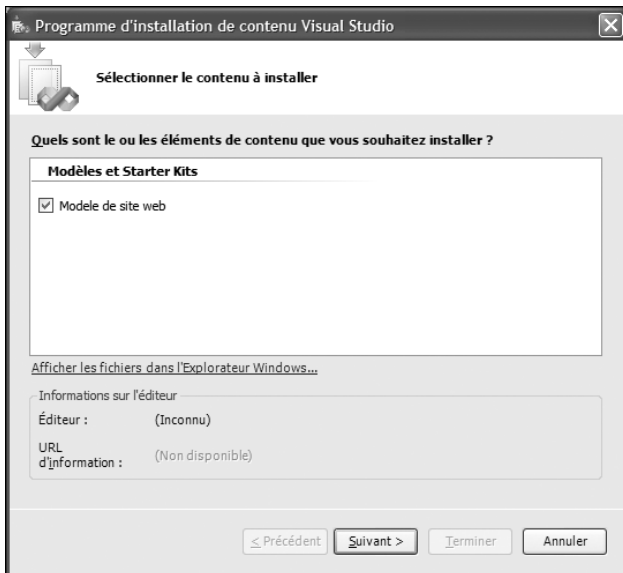 Programme d'installation de contenu Visual Studio
Sélectionner le contenu à installer
Quels sont le ou les éléments de contenu que vous souhaitez installer ?
Modèles et Starter Kits
Modele de site web
Afficher les fichiers dans l'Explorateur Windows...
Informations sur l'éditeur
Éditeur : (Inconnu)
URL
d'information : (Non disponible)
< Précédent Suivant > Terminer Annuler